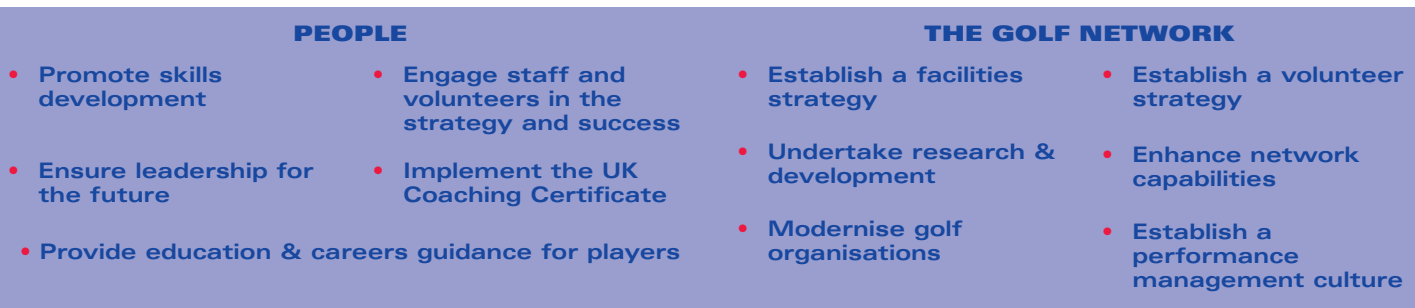 PEOPLE
• Promote skills
development
• Engage staff and
volunteers in the
strategy and success
• Ensure leadership for
the future
• Implement the UK
Coaching Certificate
• Provide education & careers guidance for players
THE GOLF NETWORK
• Establish a facilities
strategy
• Establish a volunteer
strategy
• Undertake research &
development
• Enhance network
capabilities
• Modernise golf
organisations
• Establish a
performance
management culture